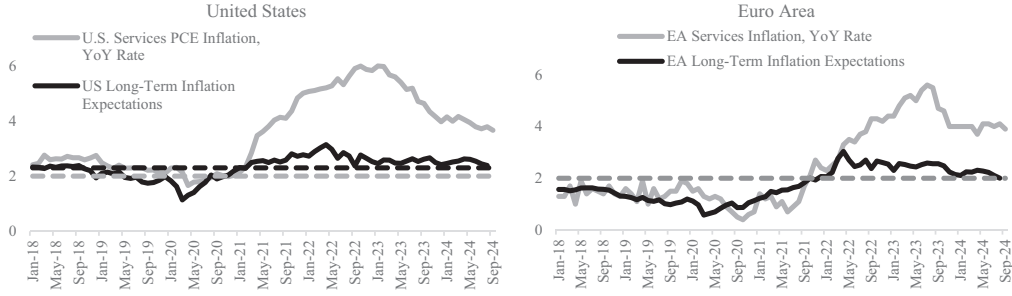 United States
U.S. Services PCE Inflation,
YoY Rate
US Long-Term Inflation
Expectations
6
4
2
0
Jan-18
May-18
Sep-18
Jan-19
May-19
Sep-19
Jan-20
May-20
Sep-20
Jan-21
May-21
Sep-21
Jan-22
May-22
Sep-22
Jan-23
May-23
Sep-23
Jan-24
May-24
Sep-24
Euro Area
EA Services Inflation, YoY Rate
EA Long-Term Inflation Expectations
6
4
2
0
Jan-18
May-18
Sep-18
Jan-19
May-19
Sep-19
Jan-20
May-20
Sep-20
Jan-21
May-21
Sep-21
Jan-22
May-22
Sep-22
Jan-23
May-23
Sep-23
Jan-24
May-24
Sep-24